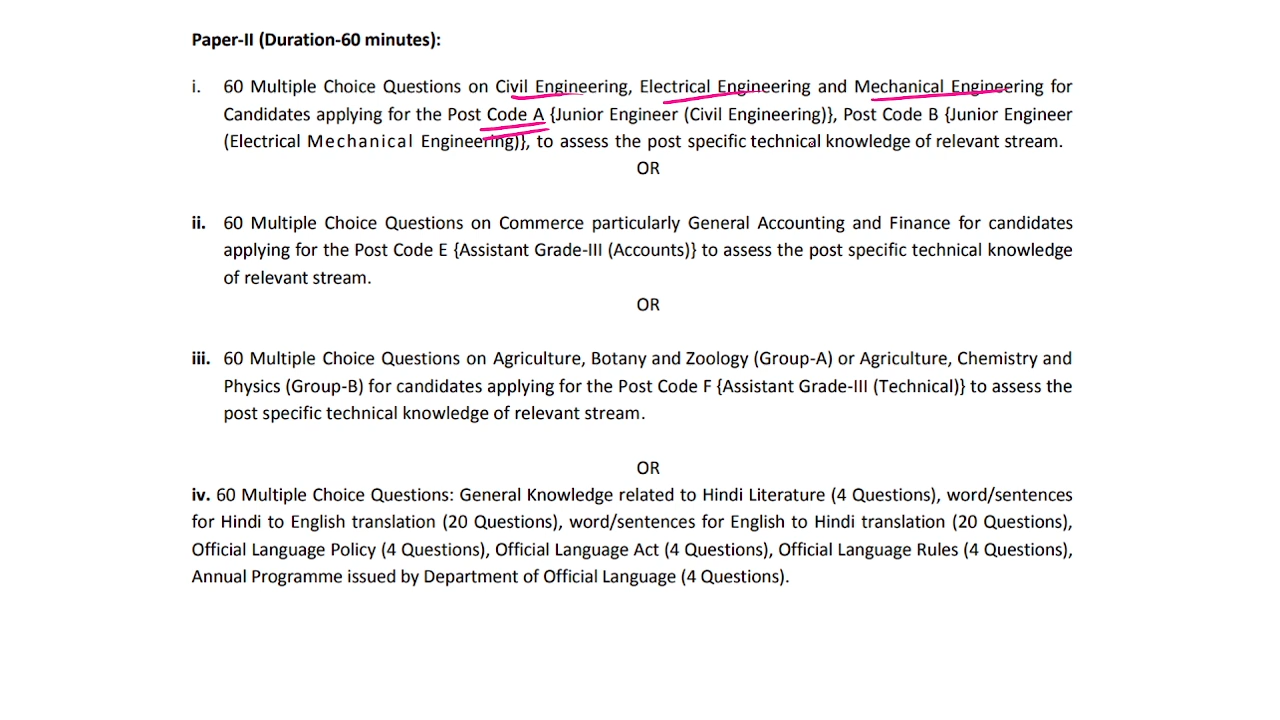 Paper-II (Duration-60 minutes):
i. 60 Multiple Choice Questions on Civil Engineering, Electrical Engineering and Mechanical Engineering for
Candidates applying for the Post Code A {Junior Engineer (Civil Engineering)}, Post Code B {Junior Engineer
(Electrical Mechanical Engineering)}, to assess the post specific technical knowledge of relevant stream.
OR
ii. 60 Multiple Choice Questions on Commerce particularly General Accounting and Finance for candidates
applying for the Post Code E {Assistant Grade-III (Accounts)} to assess the post specific technical knowledge
of relevant stream.
OR
iii. 60 Multiple Choice Questions on Agriculture, Botany and Zoology (Group-A) or Agriculture, Chemistry and
Physics (Group-B) for candidates applying for the Post Code F {Assistant Grade-III (Technical)} to assess the
post specific technical knowledge of relevant stream.
OR
iv. 60 Multiple Choice Questions: General Knowledge related to Hindi Literature (4 Questions), word/sentences
for Hindi to English translation (20 Questions), word/sentences for English to Hindi translation (20 Questions),
Official Language Policy (4 Questions), Official Language Act (4 Questions), Official Language Rules (4 Questions),
Annual Programme issued by Department of Official Language (4 Questions).